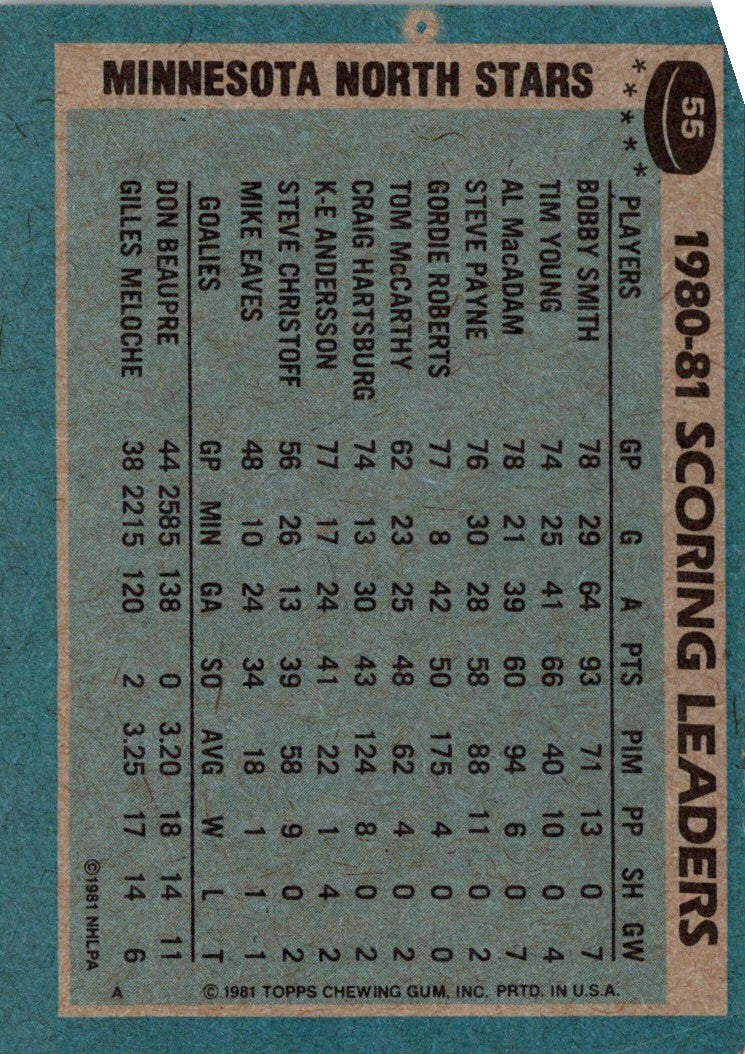 55
1980-81 SCORING LEADERS
* * * * *
MINNESOTA NORTH STARS
PLAYERS GP G A PTS PIM PP SH GW
BOBBY SMITH 78 29 64 93 71 13 0 7
TIM YOUNG 74 25 41 66 40 10 0 4
AL MacADAM 78 21 39 60 94 6 0 7
STEVE PAYNE 76 30 28 58 88 11 0 2
GORDIE ROBERTS 77 8 42 50 175 4 0 0
TOM McCARTHY 62 23 25 48 62 4 0 2
CRAIG HARTSBURG 74 13 30 43 124 8 0 2
K-E ANDERSSON 77 17 24 41 22 1 4 2
STEVE CHRISTOFF 56 26 13 39 58 9 0 2
MIKE EAVES 48 10 24 34 18 1 1 1
GOALIES GP MIN GA SO AVG W L T
DON BEAUPRE 44 2585 138 0 3.20 18 14 11
GILLES MELOCHE 38 2215 120 2 3.25 17 14 6
©1981 NHLPA
A
© 1981 TOPPS CHEWING GUM, INC. PRTD. IN U.S.A.